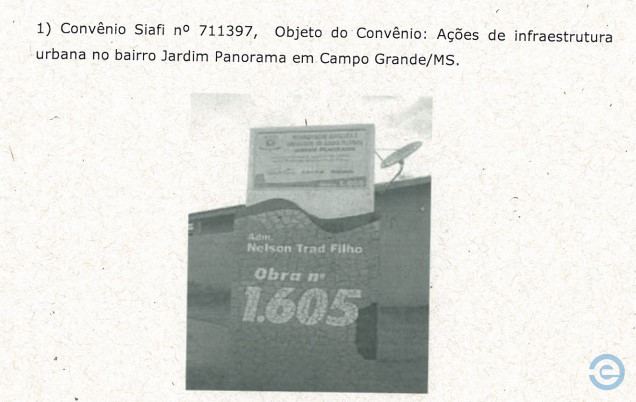 1) Convênio Siafi nº 711397, Objeto do Convênio: Ações de infraestrutura
urbana no bairro Jardim Panorama em Campo Grande/MS.
Adm.
Nelson Trad Filho
Obra nº
1.605
e